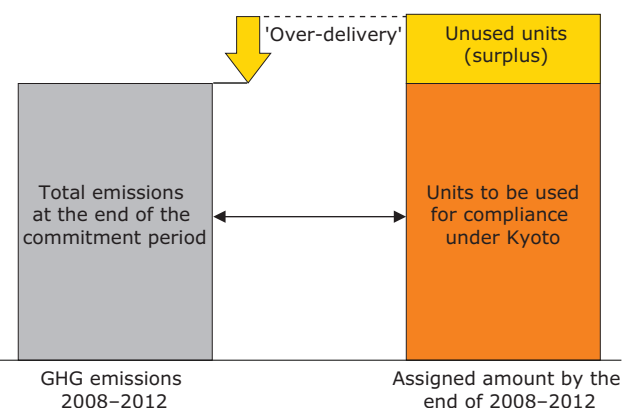 'Over-delivery'
Unused units
(surplus)
Total emissions
at the end of the
commitment period
Units to be used
for compliance
under Kyoto
GHG emissions
2008–2012
Assigned amount by the
end of 2008–2012